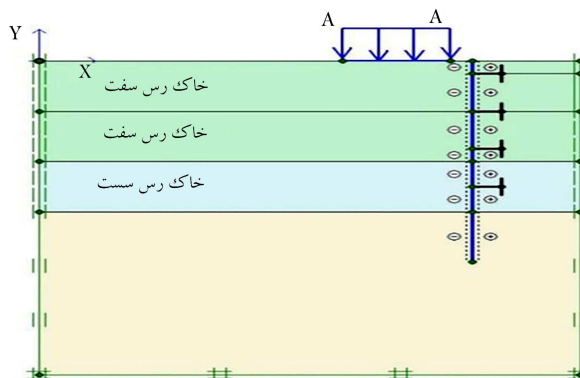 A A
Y
X
خاک رس سفت
خاک رس سفت
خاک رس سست